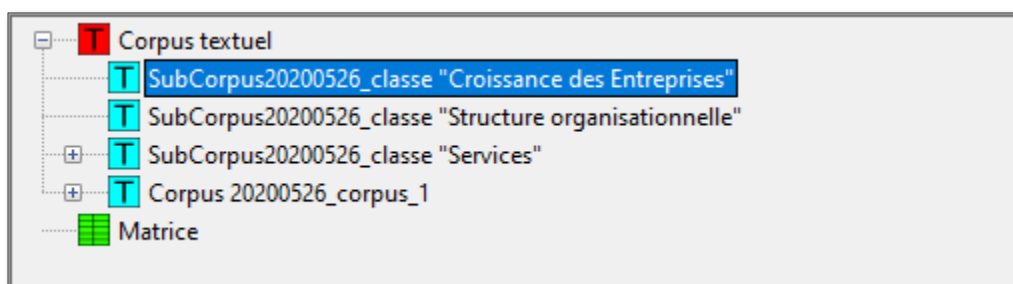 T Corpus textuel
T SubCorpus20200526_classe "Croissance des Entreprises"
T SubCorpus20200526_classe "Structure organisationnelle"
T SubCorpus20200526_classe "Services"
T Corpus 20200526_corpus_1
Matrice